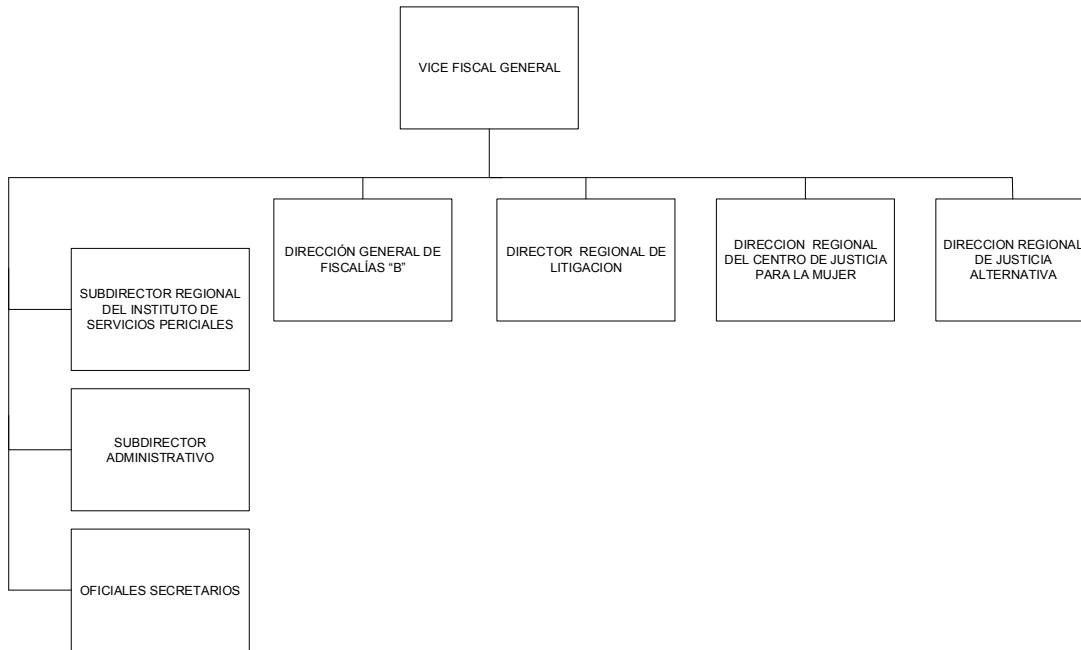 VICE FISCAL GENERAL
DIRECCIÓN GENERAL DE
FISCALÍAS “B”
DIRECTOR REGIONAL DE
LITIGACION
DIRECCION REGIONAL
DEL CENTRO DE JUSTICIA
PARA LA MUJER
DIRECCION REGIONAL
DE JUSTICIA
ALTERNATIVA
SUBDIRECTOR REGIONAL
DEL INSTITUTO DE
SERVICIOS PERICIALES
SUBDIRECTOR
ADMINISTRATIVO
OFICIALES SECRETARIOS